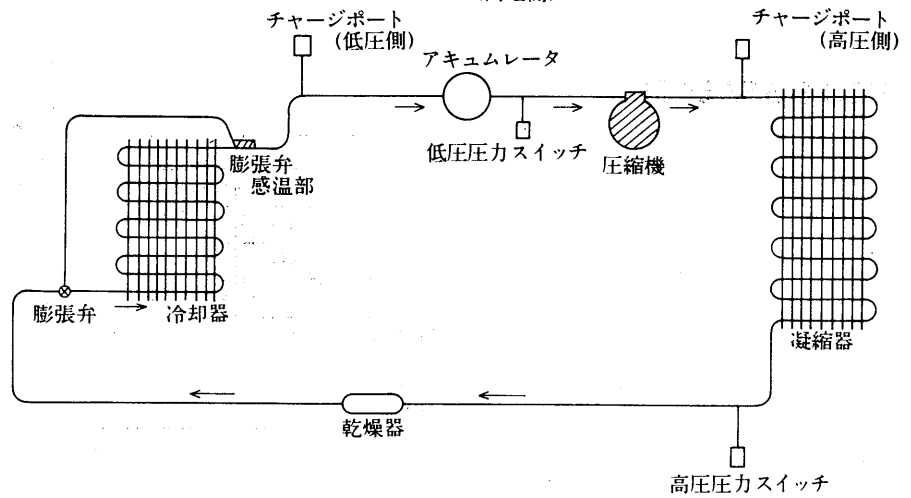 チャージポート
(低圧側)
チャージポート
(高圧側)
アキュムレータ
低圧圧力スイッチ
圧縮機
膨張弁
感温部
膨張弁
冷却器
凝縮器
乾燥器
高圧圧力スイッチ